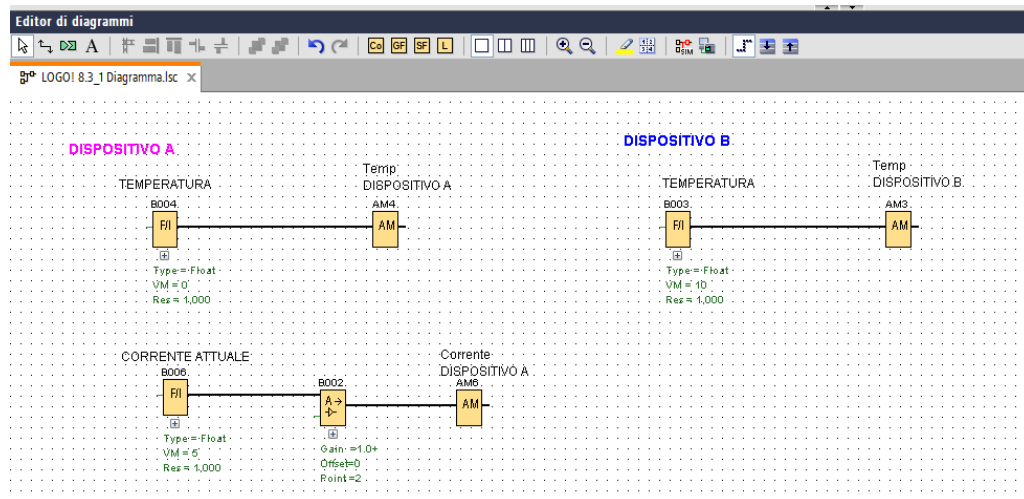 Editor di diagrammi
A Co GF SF L SIM
LOGO! 8.3_1 Diagramma.lsc
DISPOSITIVO A
TEMPERATURA
B004
F/I
Type = Float
VM = 0
Res = 1,000
Temp
DISPOSITIVO A
AM4
AM
DISPOSITIVO B
TEMPERATURA
B003
F/I
Type = Float
VM = 10
Res = 1,000
Temp
DISPOSITIVO B
AM3
AM
CORRENTE ATTUALE
B006
F/I
Type = Float
VM = 5
Res = 1,000
B002
A→
Gain =1.0+
Offset=0
Point=2
Corrente
DISPOSITIVO A
AM6
AM